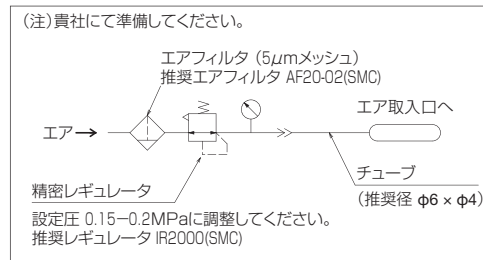 (注)貴社にて準備してください。
エアフィルタ (5μmメッシュ)
推奨エアフィルタ AF20-02(SMC)
エア
エア取入口へ
精密レギュレータ
設定圧 0.15−0.2MPaに調整してください。
推奨レギュレータ IR2000(SMC)
チューブ
(推奨径 φ6 × φ4)